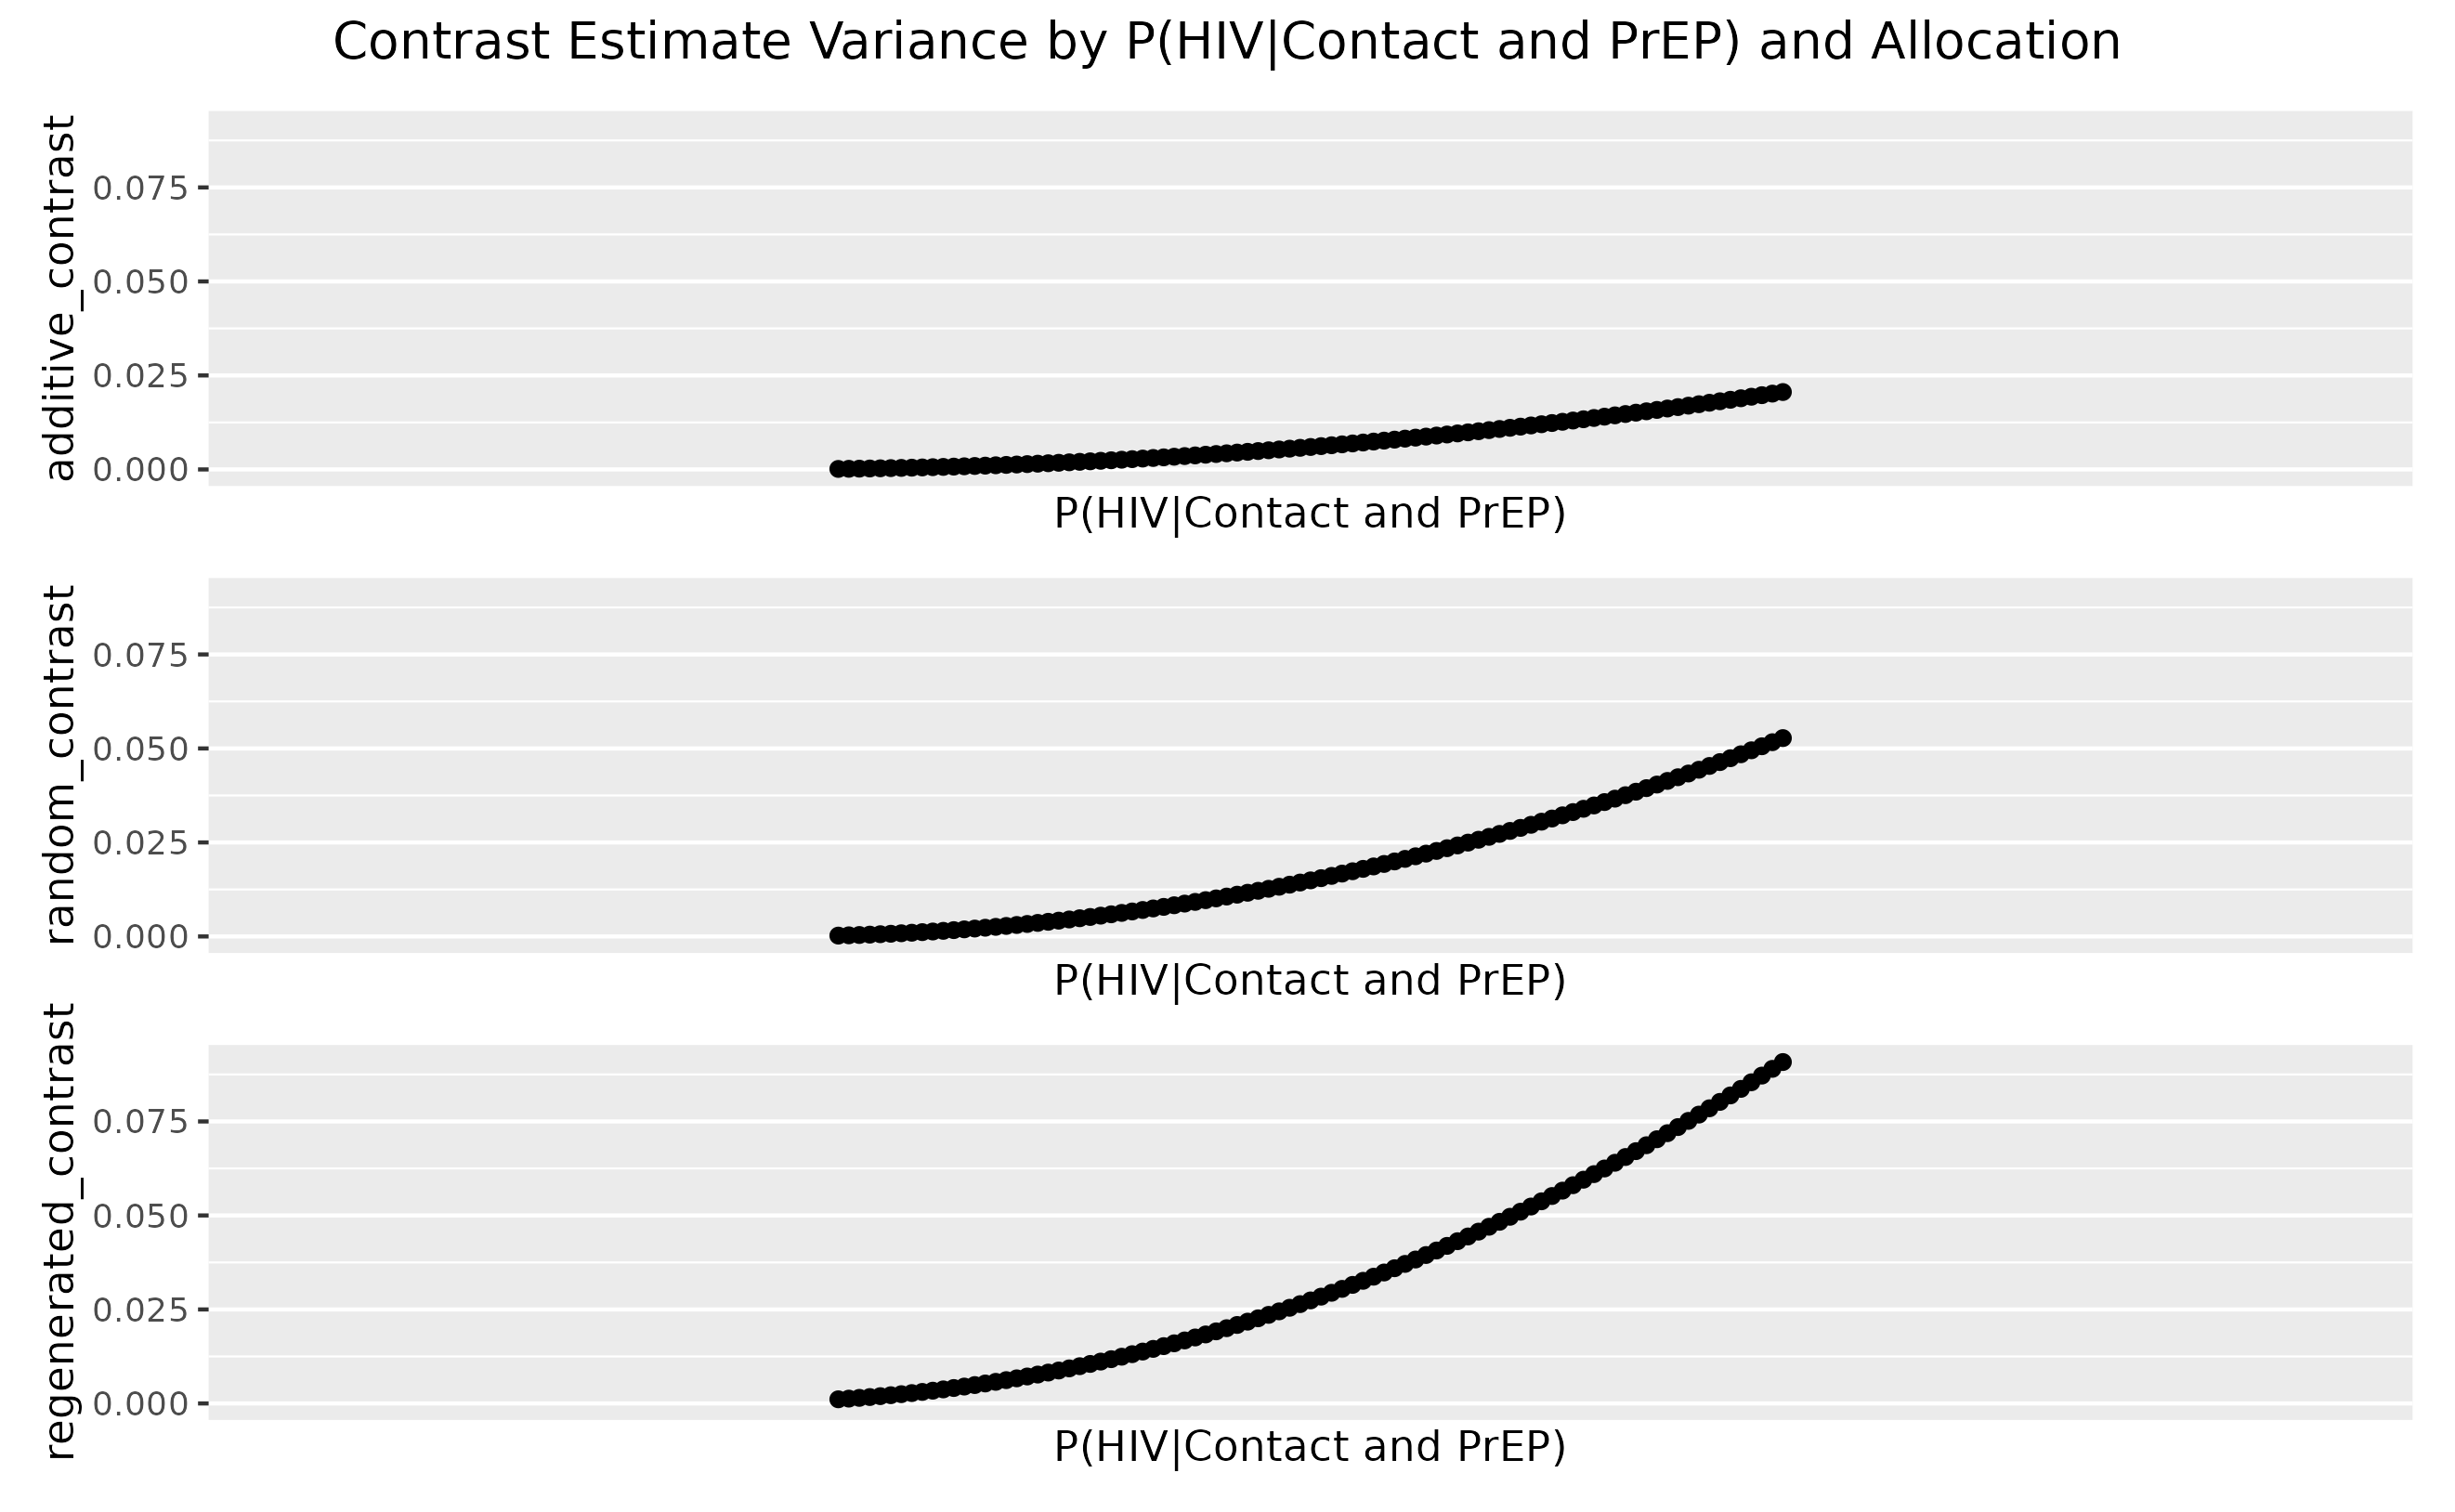 Contrast Estimate Variance by P(HIV|Contact and PrEP) and Allocation
additive_contrast
0.075
0.050
0.025
0.000
P(HIV|Contact and PrEP)
random_contrast
0.075
0.050
0.025
0.000
P(HIV|Contact and PrEP)
regenerated_contrast
0.075
0.050
0.025
0.000
P(HIV|Contact and PrEP)